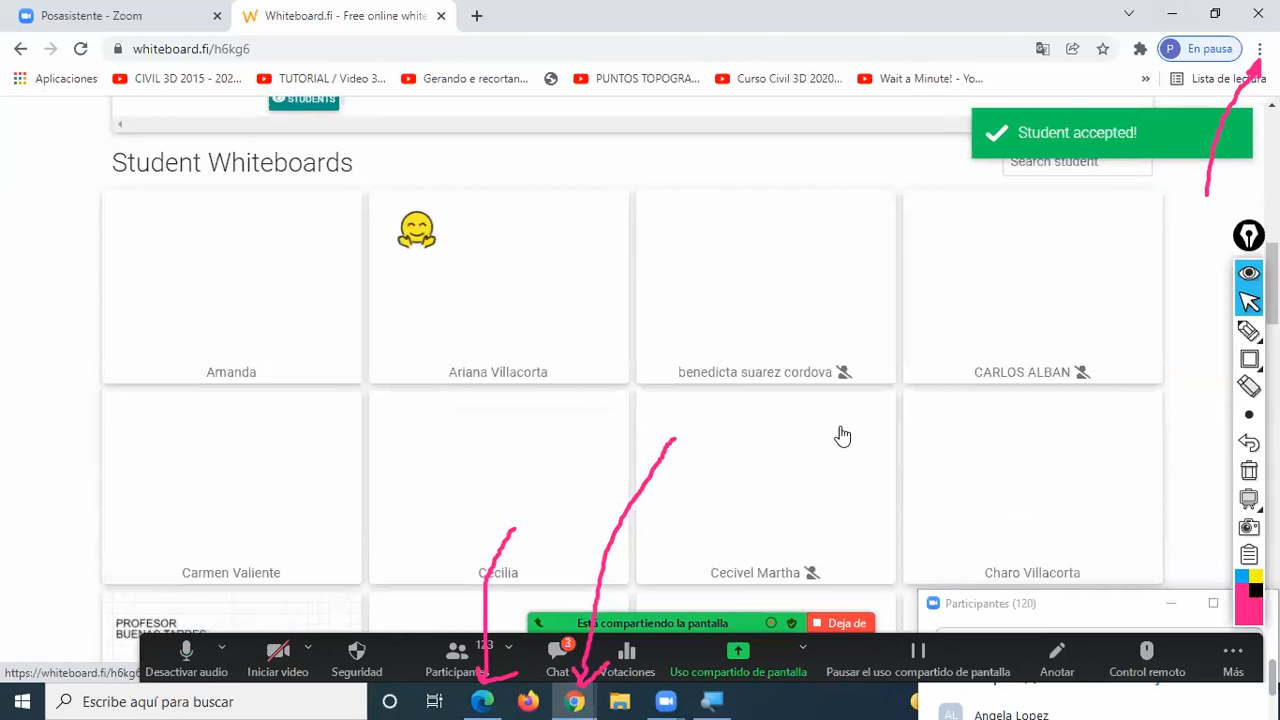 Posasistente - Zoom
Whiteboard.fi - Free online white
whiteboard.fi/h6kg6
P En pausa
Aplicaciones
CIVIL 3D 2015 - 202...
TUTORIAL / Video 3...
Gerando e recortan...
PUNTOS TOPOGRA...
Curso Civil 3D 2020...
Wait a Minute! - Yo...
»
Lista de lectura
STUDENTS
Student accepted!
Student Whiteboards
Search student
Amanda
Ariana Villacorta
benedicta suarez cordova
CARLOS ALBAN
Carmen Valiente
Cecilia
Cecivel Martha
Charo Villacorta
Participantes (120)
PROFESOR
BUENAS TARDES
Está compartiendo la pantalla
Deja de
123
3
Desactivar audio
Iniciar video
Seguridad
Participan
Chat
Votaciones
Uso compartido de pantalla
Pausar el uso compartido de pantalla
Anotar
Control remoto
Más
https://whiteboard.fi/h6kg6
Escribe aquí para buscar
AL Angela Lopez